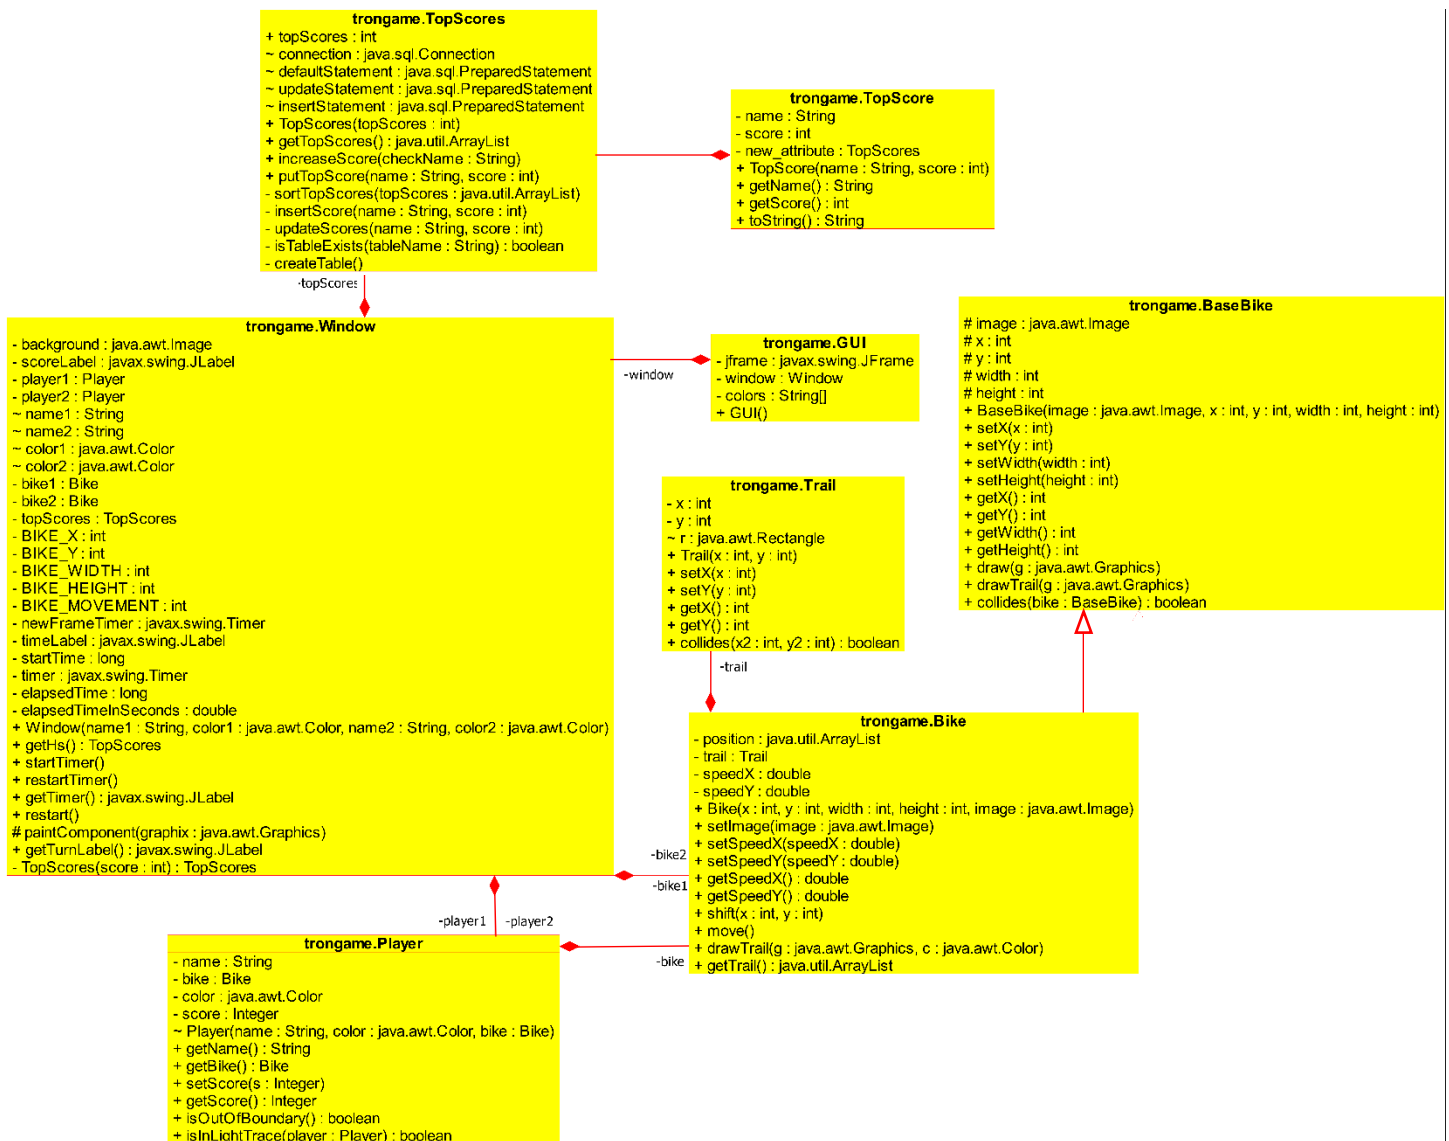 trongame.TopScores
+ topScores : int
~ connection : java.sql.Connection
~ defaultStatement : java.sql.PreparedStatement
~ updateStatement : java.sql.PreparedStatement
~ insertStatement : java.sql.PreparedStatement
+ TopScores(topScores : int)
+ getTopScores() : java.util.ArrayList
+ increaseScore(checkName : String)
+ putTopScore(name : String, score : int)
- sortTopScores(topScores : java.util.ArrayList)
- insertScore(name : String, score : int)
- updateScores(name : String, score : int)
- isTableExists(tableName : String) : boolean
- createTable()
trongame.TopScore
- name : String
- score : int
- new_attribute : TopScores
+ TopScore(name : String, score : int)
+ getName() : String
+ getScore() : int
+ toString() : String
-topScores
trongame.Window
- background : java.awt.Image
- scoreLabel : javax.swing.JLabel
- player1 : Player
- player2 : Player
~ name1 : String
~ name2 : String
~ color1 : java.awt.Color
~ color2 : java.awt.Color
- bike1 : Bike
- bike2 : Bike
- topScores : TopScores
- BIKE_X : int
- BIKE_Y : int
- BIKE_WIDTH : int
- BIKE_HEIGHT : int
- BIKE_MOVEMENT : int
- newFrameTimer : javax.swing.Timer
- timeLabel : javax.swing.JLabel
- startTime : long
- timer : javax.swing.Timer
- elapsedTime : long
- elapsedTimeInSeconds : double
+ Window(name1 : String, color1 : java.awt.Color, name2 : String, color2 : java.awt.Color)
+ getHs() : TopScores
+ startTimer()
+ restartTimer()
+ getTimer() : javax.swing.JLabel
+ restart()
# paintComponent(graphix : java.awt.Graphics)
+ getTurnLabel() : javax.swing.JLabel
- TopScores(score : int) : TopScores
-window
trongame.GUI
- jframe : javax.swing.JFrame
- window : Window
- colors : String[]
+ GUI()
trongame.BaseBike
# image : java.awt.Image
# x : int
# y : int
# width : int
# height : int
+ BaseBike(image : java.awt.Image, x : int, y : int, width : int, height : int)
+ setX(x : int)
+ setY(y : int)
+ setWidth(width : int)
+ setHeight(height : int)
+ getX() : int
+ getY() : int
+ getWidth() : int
+ getHeight() : int
+ draw(g : java.awt.Graphics)
+ drawTrail(g : java.awt.Graphics)
+ collides(bike : BaseBike) : boolean
trongame.Trail
- x : int
- y : int
~ r : java.awt.Rectangle
+ Trail(x : int, y : int)
+ setX(x : int)
+ setY(y : int)
+ getX() : int
+ getY() : int
+ collides(x2 : int, y2 : int) : boolean
-trail
trongame.Bike
- position : java.util.ArrayList
- trail : Trail
- speedX : double
- speedY : double
+ Bike(x : int, y : int, width : int, height : int, image : java.awt.Image)
+ setImage(image : java.awt.Image)
+ setSpeedX(speedX : double)
+ setSpeedY(speedY : double)
+ getSpeedX() : double
+ getSpeedY() : double
+ shift(x : int, y : int)
+ move()
+ drawTrail(g : java.awt.Graphics, c : java.awt.Color)
+ getTrail() : java.util.ArrayList
-bike2
-bike1
-player1
-player2
-bike
trongame.Player
- name : String
- bike : Bike
- color : java.awt.Color
- score : Integer
~ Player(name : String, color : java.awt.Color, bike : Bike)
+ getName() : String
+ getBike() : Bike
+ setScore(s : Integer)
+ getScore() : Integer
+ isOutOfBoundary() : boolean
+ isInLightTrace(player : Player) : boolean